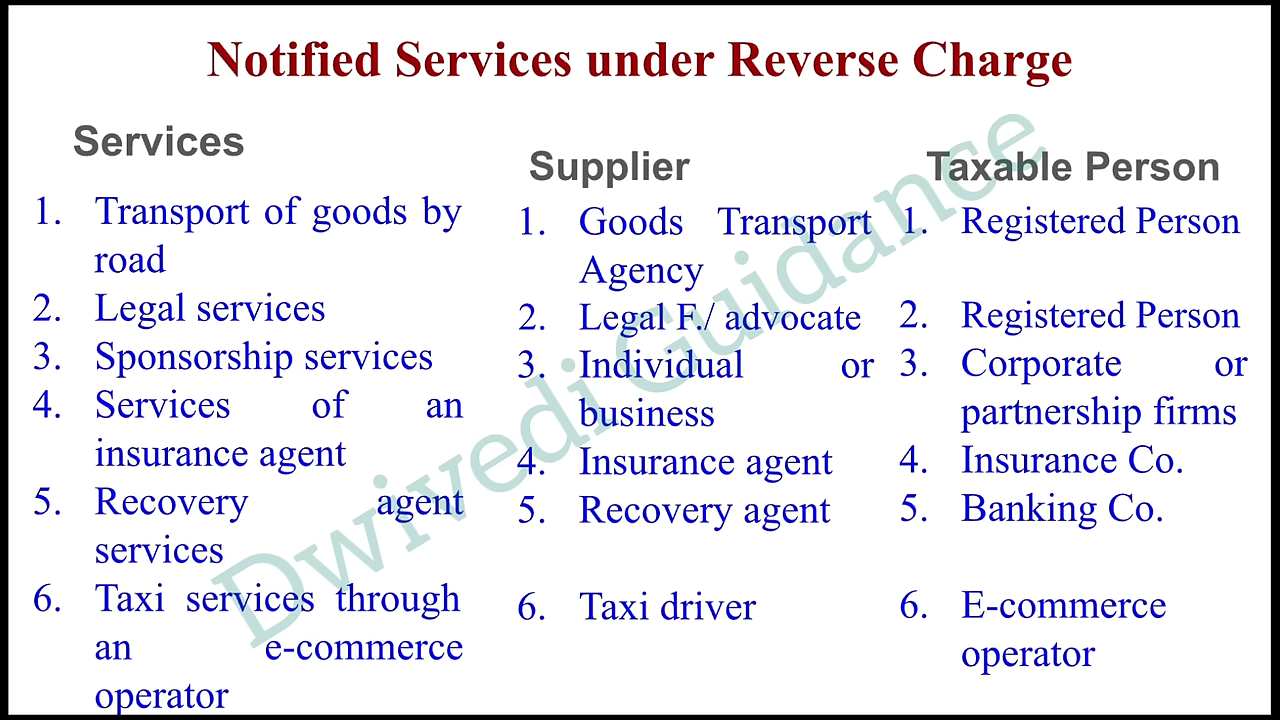 Notified Services under Reverse Charge
Services
1. Transport of goods by
road
2. Legal services
3. Sponsorship services
4. Services of an
insurance agent
5. Recovery agent
services
6. Taxi services through
an e-commerce
operator
Supplier
1. Goods Transport
Agency
2. Legal F./ advocate
3. Individual or
business
4. Insurance agent
5. Recovery agent
6. Taxi driver
Taxable Person
1. Registered Person
2. Registered Person
3. Corporate or
partnership firms
4. Insurance Co.
5. Banking Co.
6. E-commerce
operator
Dwivedi Guidance